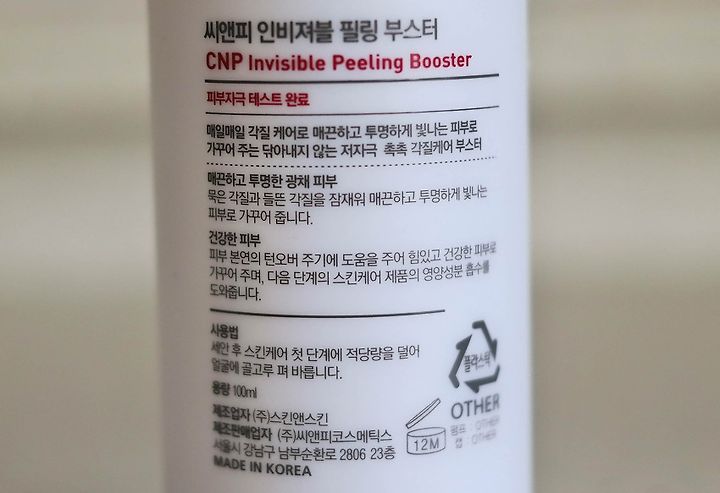 씨앤피 인비져블 필링 부스터
CNP Invisible Peeling Booster
피부자극 테스트 완료
매일매일 각질 케어로 매끈하고 투명하게 빛나는 피부로
가꾸어 주는 닦아내지 않는 저자극 촉촉 각질케어 부스터
매끈하고 투명한 광채 피부
묵은 각질과 들뜬 각질을 잠재워 매끈하고 투명하게 빛나는
피부로 가꾸어 줍니다.
건강한 피부
피부 본연의 턴오버 주기에 도움을 주어 힘있고 건강한 피부로
가꾸어 주며, 다음 단계의 스킨케어 제품의 영양성분 흡수를
도와줍니다.
사용법
세안 후 스킨케어 첫 단계에 적당량을 덜어
얼굴에 골고루 펴 바릅니다.
용량 100ml
제조업자 (주)스킨앤스킨
제조판매업자 (주)씨앤피코스메틱스
서울시 강남구 남부순환로 2806 23층
MADE IN KOREA
12M
플라스틱
OTHER
펌프 : OTHER
캡 : OTHER